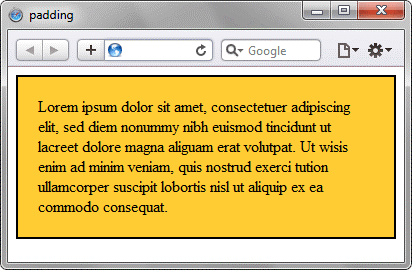 padding
Google
Lorem ipsum dolor sit amet, consectetuer adipiscing
elit, sed diem nonummy nibh euismod tincidunt ut
lacreet dolore magna aliguam erat volutpat. Ut wisis
enim ad minim veniam, quis nostrud exerci tution
ullamcorper suscipit lobortis nisl ut aliquip ex ea
commodo consequat.